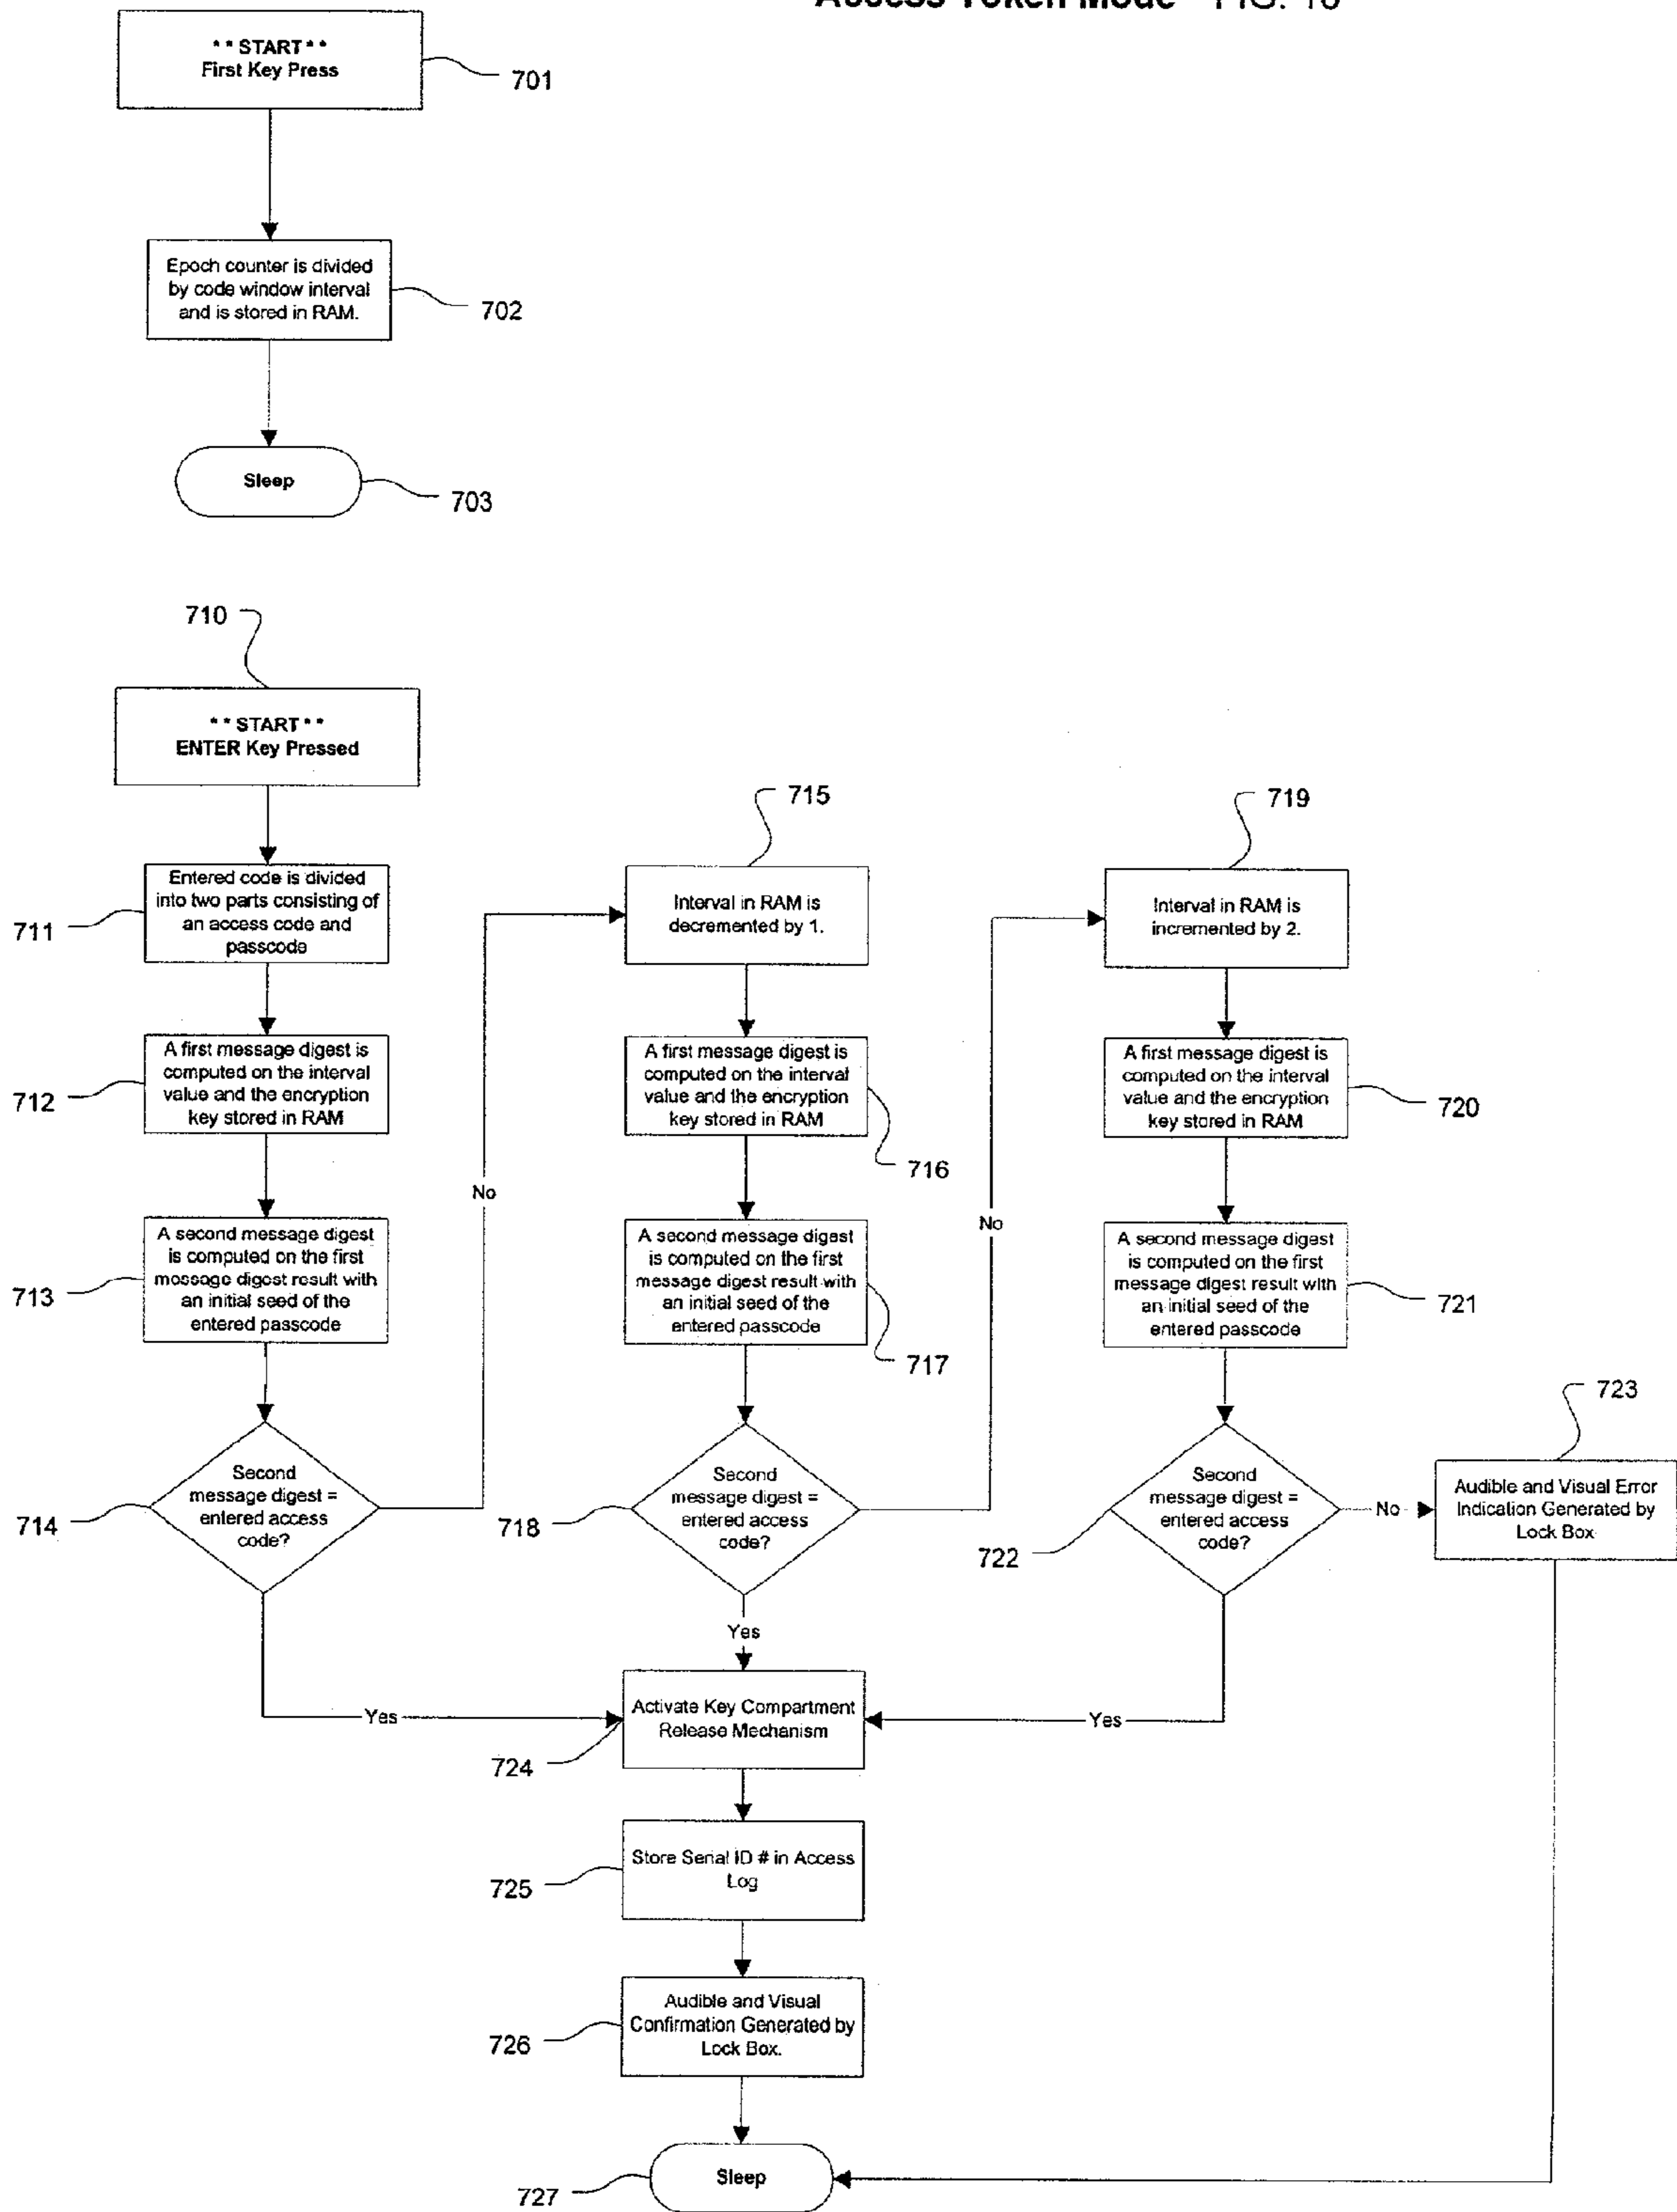 Access Token Mode - FIG. 16
* * START * *
First Key Press
701
Epoch counter is divided
by code window interval
and is stored in RAM.
702
Sleep
703
710
* * START * *
ENTER Key Pressed
711
Entered code is divided
into two parts consisting of
an access code and
passcode
712
A first message digest is
computed on the interval
value and the encryption
key stored in RAM
713
A second message digest
is computed on the first
message digest result with
an initial seed of the
entered passcode
714
Second
message digest =
entered access
code?
No
Yes
715
Interval in RAM is
decremented by 1.
A first message digest is
computed on the interval
value and the encryption
key stored in RAM
716
A second message digest
is computed on the first
message digest result with
an initial seed of the
entered passcode
717
718
Second
message digest =
entered access
code?
No
Yes
719
Interval in RAM is
incremented by 2.
A first message digest is
computed on the interval
value and the encryption
key stored in RAM
720
A second message digest
is computed on the first
message digest result with
an initial seed of the
entered passcode
721
722
Second
message digest =
entered access
code?
No
Yes
723
Audible and Visual Error
Indication Generated by
Lock Box
Activate Key Compartment
Release Mechanism
724
Store Serial ID # in Access
Log
725
Audible and Visual
Confirmation Generated by
Lock Box.
726
Sleep
727